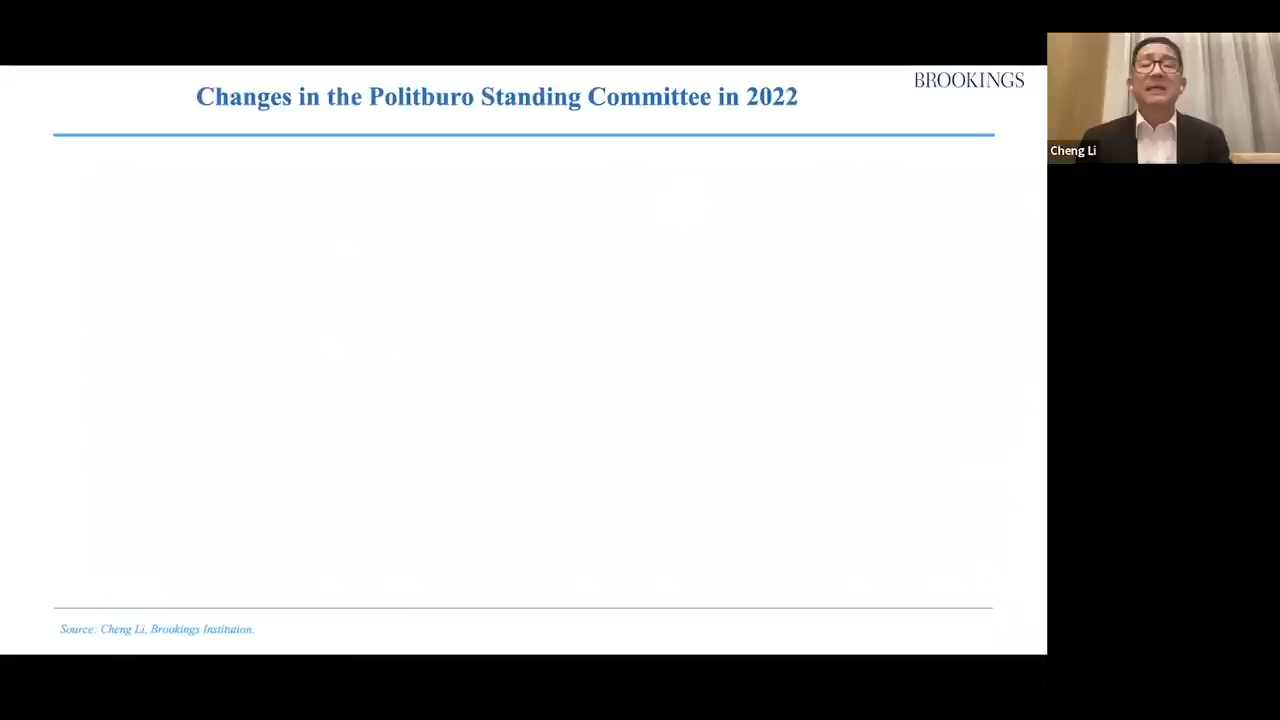 Changes in the Politburo Standing Committee in 2022
BROOKINGS
Cheng Li
Source: Cheng Li, Brookings Institution.